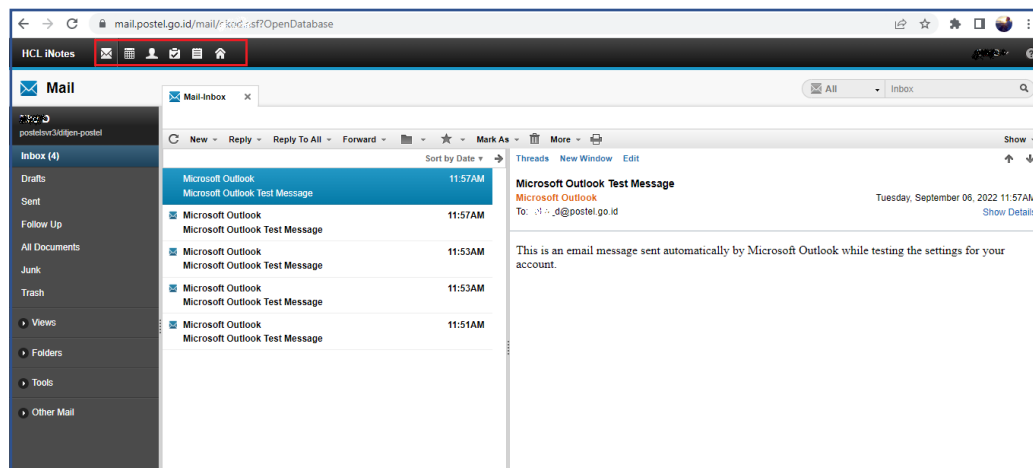 mail.postel.go.id/mail/ .nsf?OpenDatabase
HCL iNotes
Mail
Mail-Inbox
All
Inbox
postelsvr3/ditjen-postel
New
Reply
Reply To All
Forward
Mark As
More
Show
Inbox (4)
Sort by Date
Threads New Window Edit
Drafts
Sent
Follow Up
All Documents
Junk
Trash
Views
Folders
Tools
Other Mail
Microsoft Outlook 11:57AM
Microsoft Outlook Test Message
Microsoft Outlook 11:57AM
Microsoft Outlook Test Message
Microsoft Outlook 11:53AM
Microsoft Outlook Test Message
Microsoft Outlook 11:53AM
Microsoft Outlook Test Message
Microsoft Outlook 11:51AM
Microsoft Outlook Test Message
Microsoft Outlook Test Message
Microsoft Outlook Tuesday, September 06, 2022 11:57AM
To: _d@postel.go.id Show Details
This is an email message sent automatically by Microsoft Outlook while testing the settings for your
account.